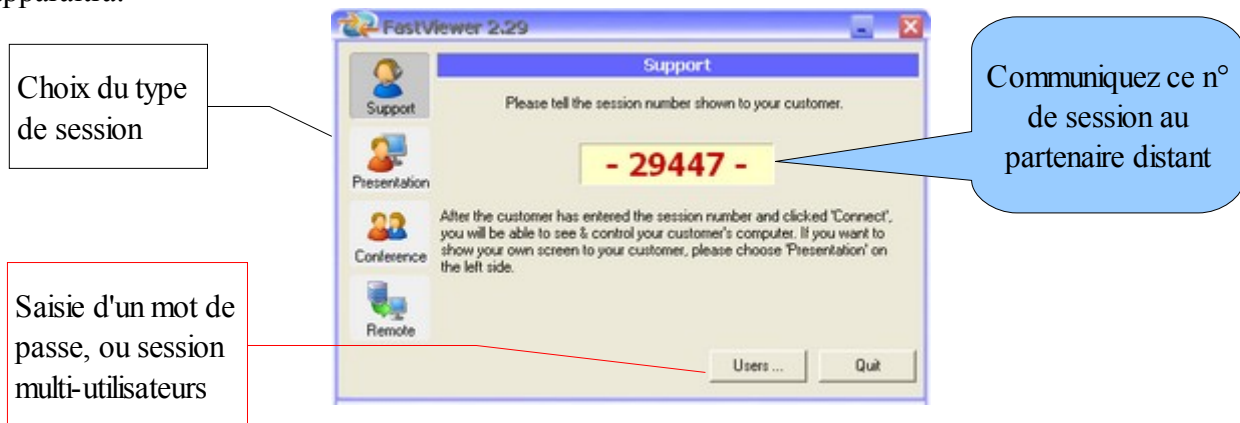 apparaîtra.
FastViewer 2.29
Choix du type
de session
Support
Support
Please tell the session number shown to your customer.
- 29447 -
Communiquez ce n°
de session au
partenaire distant
Presentation
After the customer has entered the session number and clicked 'Connect',
you will be able to see & control your customer's computer. If you want to
show your own screen to your customer, please choose 'Presentation' on
the left side.
Conference
Saisie d'un mot de
passe, ou session
multi-utilisateurs
Remote
Users ...
Quit